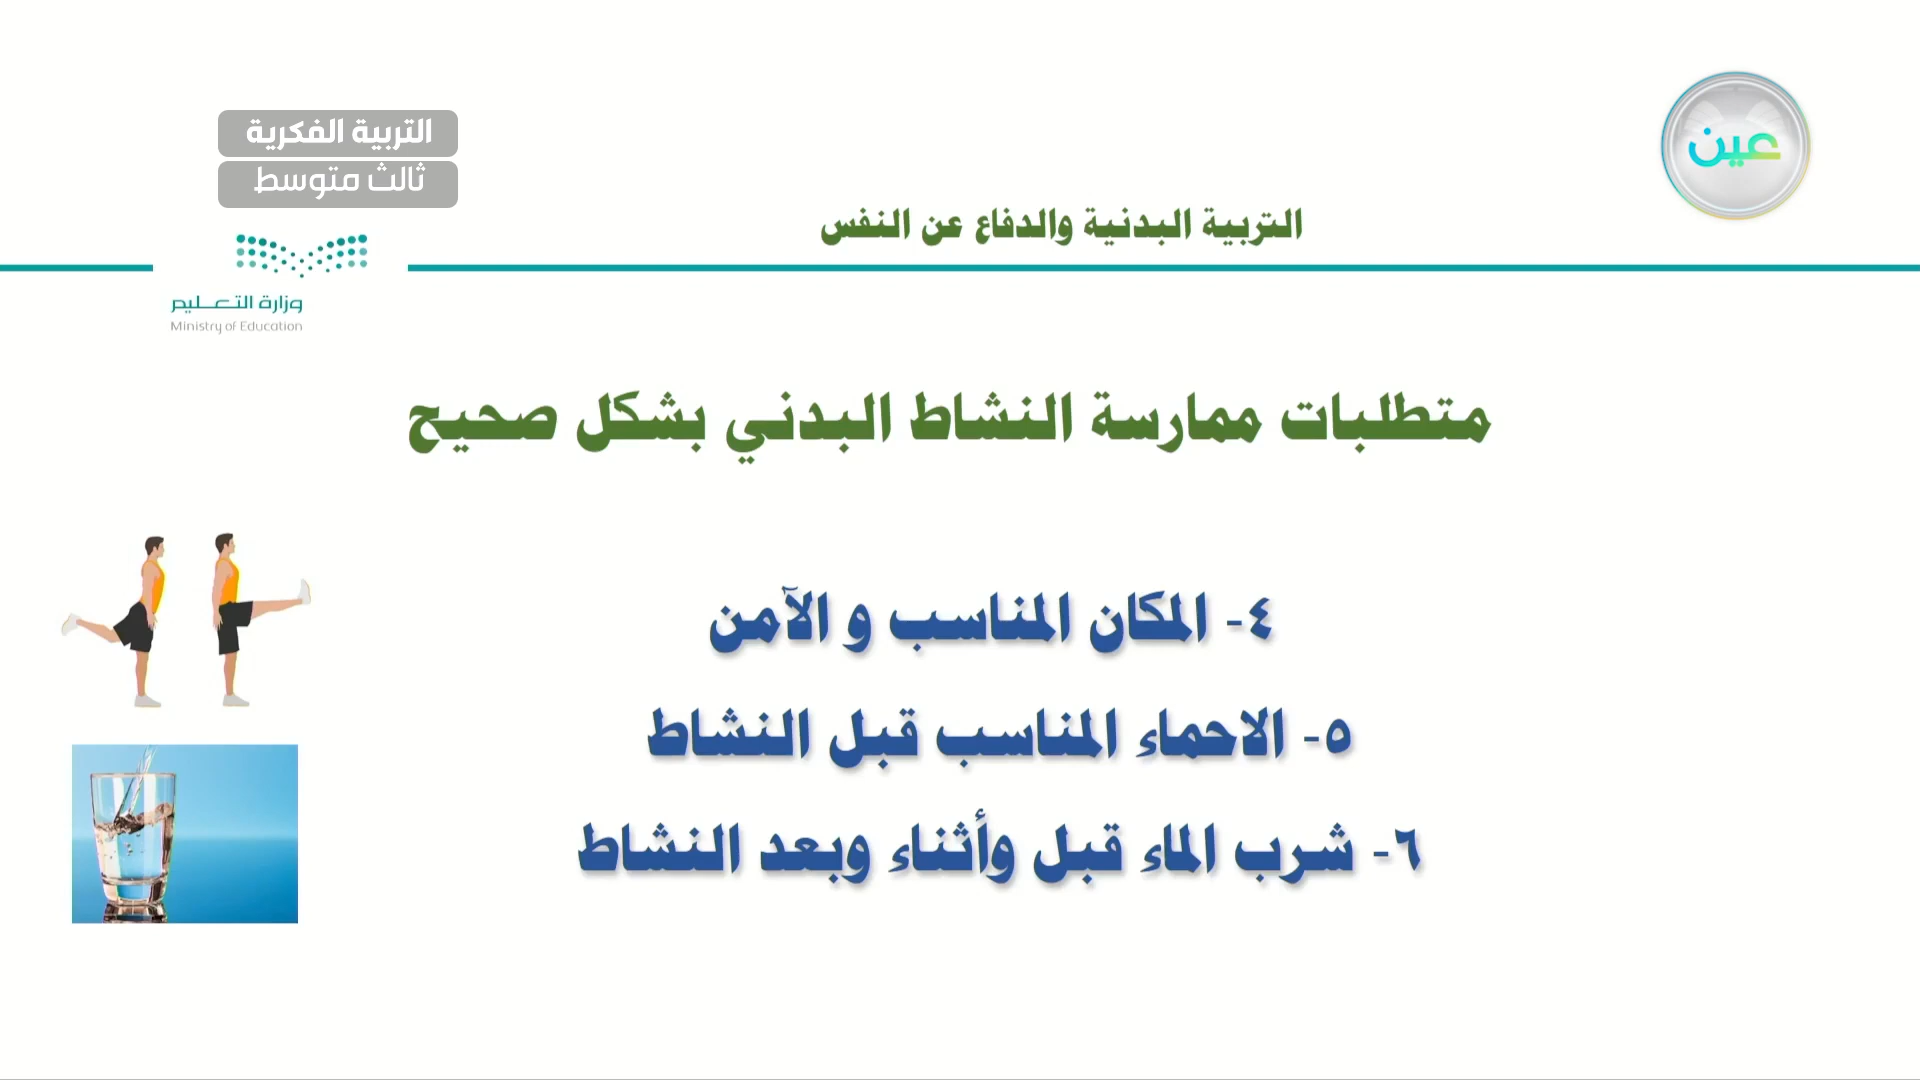 التربية الفكرية
ثالث متوسط
عين
التربية البدنية والدفاع عن النفس
وزارة التعليم
Ministry of Education
متطلبات ممارسة النشاط البدني بشكل صحيح
٤- المكان المناسب و الآمن
٥- الاحماء المناسب قبل النشاط
٦- شرب الماء قبل وأثناء وبعد النشاط